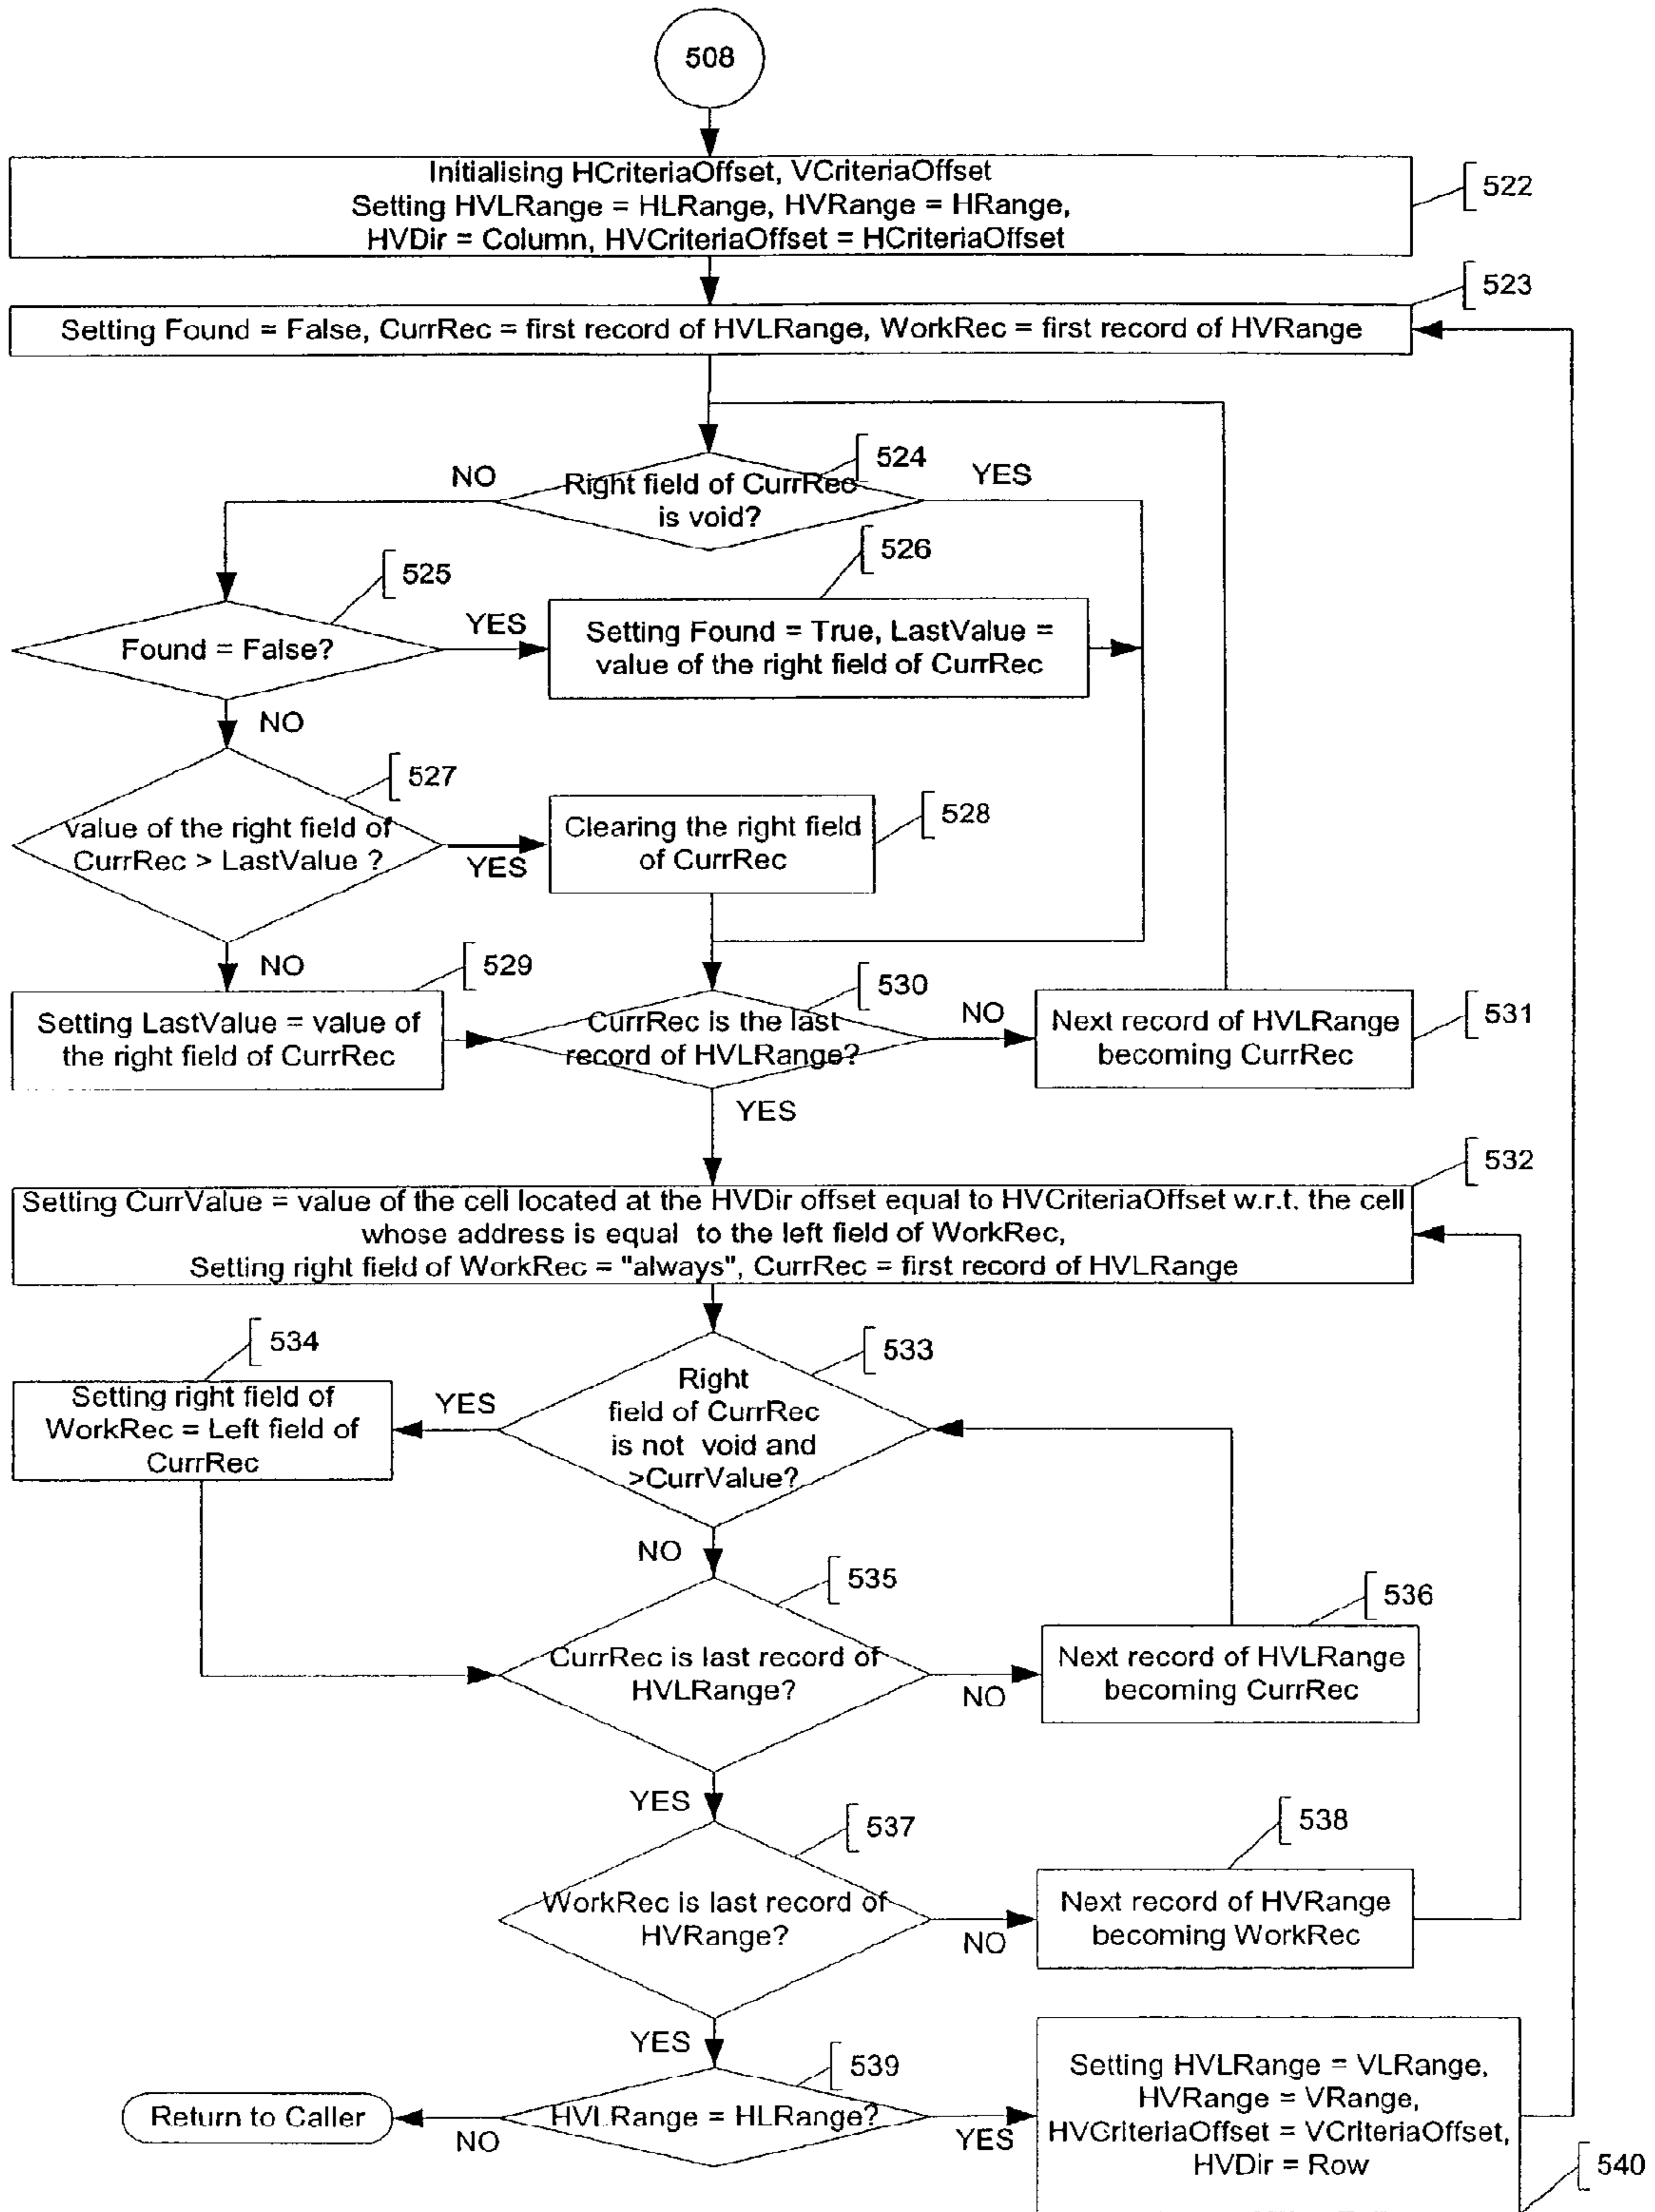 508
Initialising HCriteriaOffset, VCriteriaOffset
Setting HVLRange = HLRange, HVRange = HRange,
HVDir = Column, HVCriteriaOffset = HCriteriaOffset
522
523
Setting Found = False, CurrRec = first record of HVLRange, WorkRec = first record of HVRange
524
NO
YES
Right field of CurrRec
is void?
526
525
Found = False?
YES
Setting Found = True, LastValue =
value of the right field of CurrRec
NO
527
value of the right field of
CurrRec > LastValue ?
YES
Clearing the right field
of CurrRec
528
NO
529
530
Setting LastValue = value of
the right field of CurrRec
CurrRec is the last
record of HVLRange?
NO
Next record of HVLRange
becoming CurrRec
531
YES
532
Setting CurrValue = value of the cell located at the HVDir offset equal to HVCriteriaOffset w.r.t. the cell
whose address is equal to the left field of WorkRec,
Setting right field of WorkRec = "always", CurrRec = first record of HVLRange
534
533
Setting right field of
WorkRec = Left field of
CurrRec
YES
Right
field of CurrRec
is not void and
>CurrValue?
NO
535
536
CurrRec is last record of
HVLRange?
NO
Next record of HVLRange
becoming CurrRec
YES
537
538
WorkRec is last record of
HVRange?
NO
Next record of HVRange
becoming WorkRec
YES
539
Return to Caller
NO
HVLRange = HLRange?
YES
Setting HVLRange = VLRange,
HVRange = VRange,
HVCriteriaOffset = VCriteriaOffset,
HVDir = Row
540